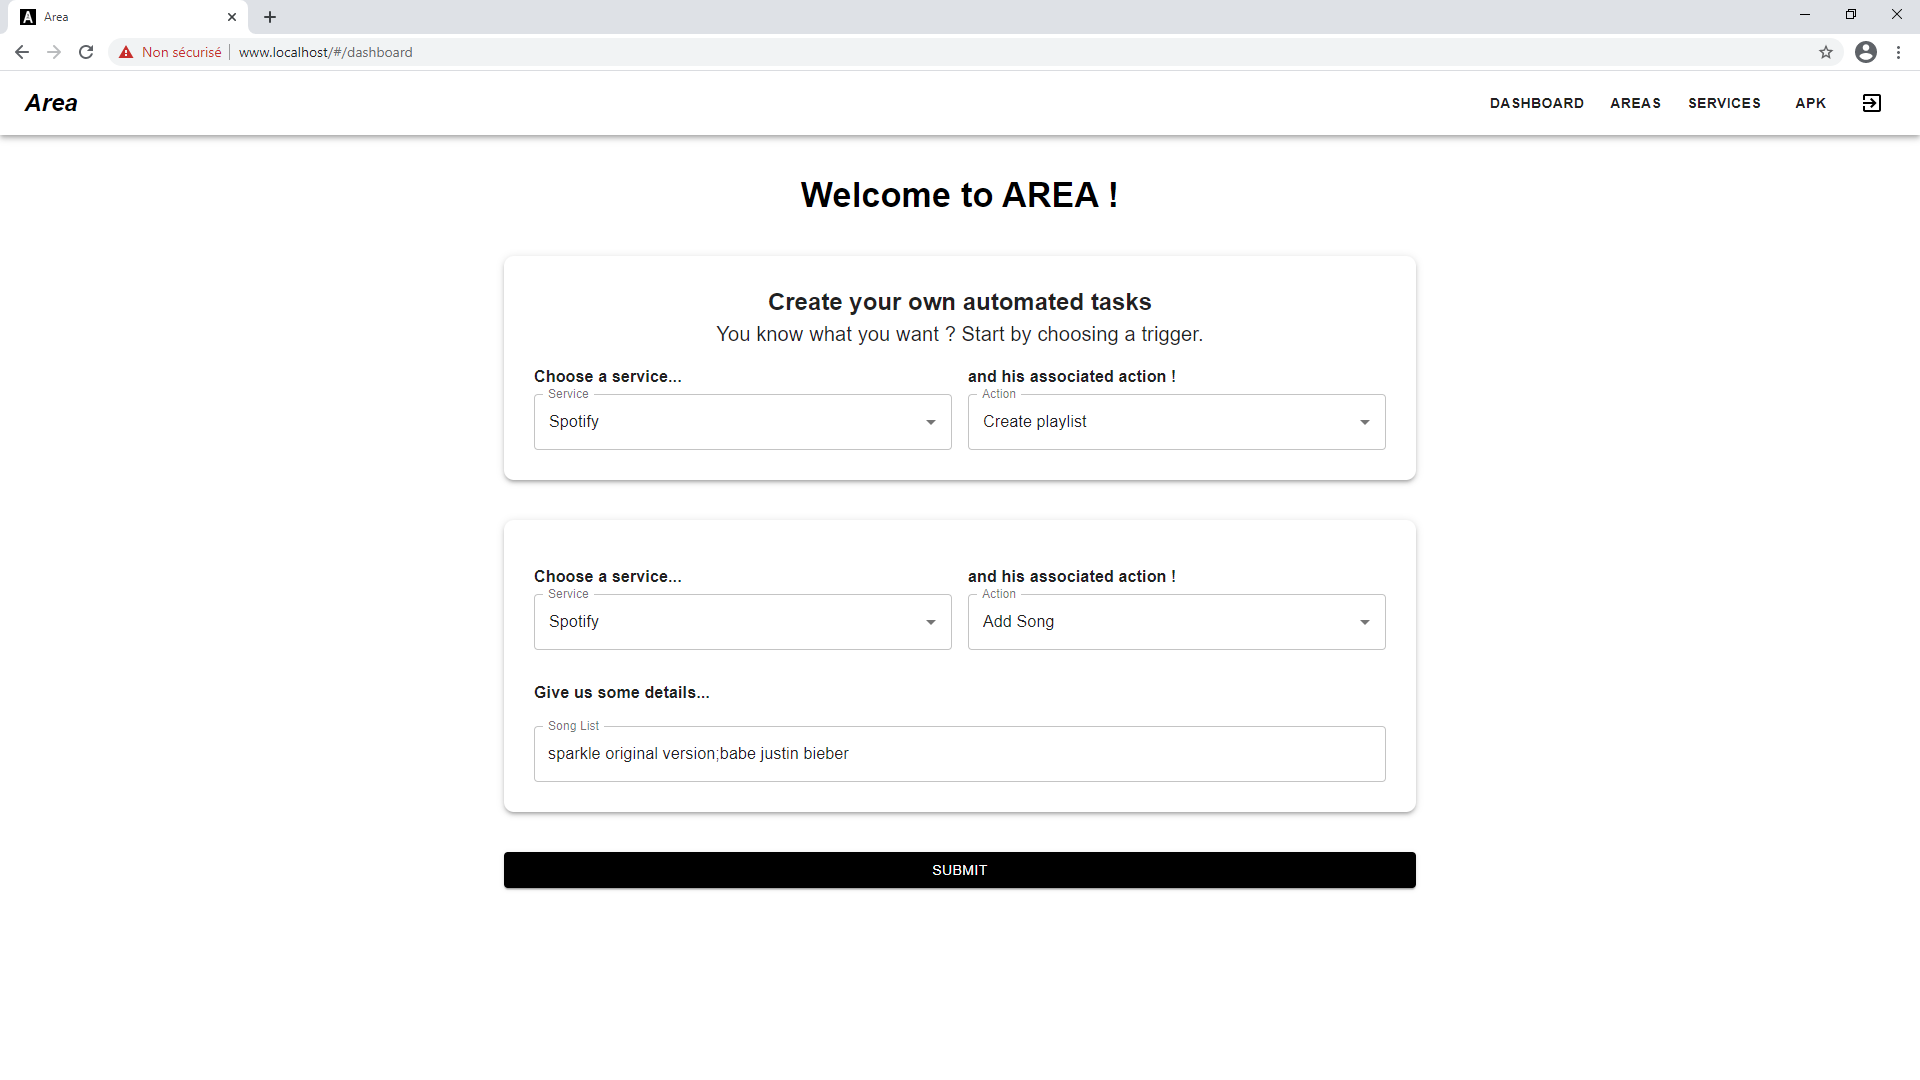 Area
Non sécurisé www.localhost/#/dashboard
Area DASHBOARD AREAS SERVICES APK
Welcome to AREA !
Create your own automated tasks
You know what you want ? Start by choosing a trigger.
Choose a service... and his associated action !
Service Action
Spotify Create playlist
Choose a service... and his associated action !
Service Action
Spotify Add Song
Give us some details...
Song List
sparkle original version;babe justin bieber
SUBMIT